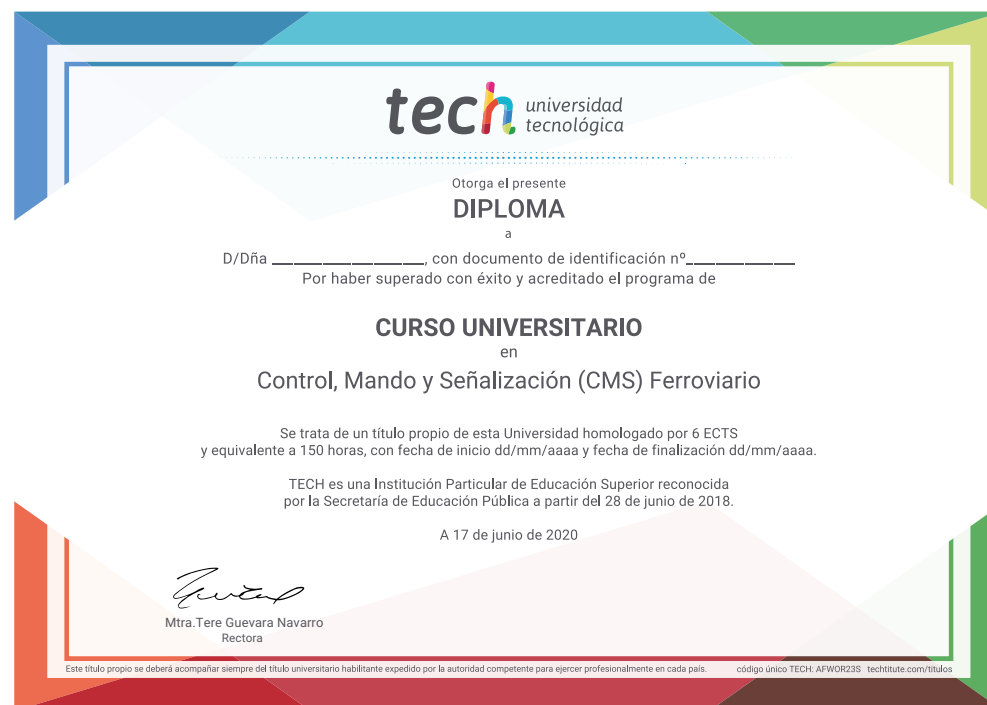 tech universidad
tecnológica
Otorga el presente
DIPLOMA
a
D/Dña __________________, con documento de identificación nº_____________
Por haber superado con éxito y acreditado el programa de
CURSO UNIVERSITARIO
en
Control, Mando y Señalización (CMS) Ferroviario
Se trata de un título propio de esta Universidad homologado por 6 ECTS
y equivalente a 150 horas, con fecha de inicio dd/mm/aaaa y fecha de finalización dd/mm/aaaa.
TECH es una Institución Particular de Educación Superior reconocida
por la Secretaría de Educación Pública a partir del 28 de junio de 2018.
A 17 de junio de 2020
Mtra.Tere Guevara Navarro
Rectora
Este título propio se deberá acompañar siempre del título universitario habilitante expedido por la autoridad competente para ejercer profesionalmente en cada país. código único TECH: AFWOR23S techtitute.com/titulos